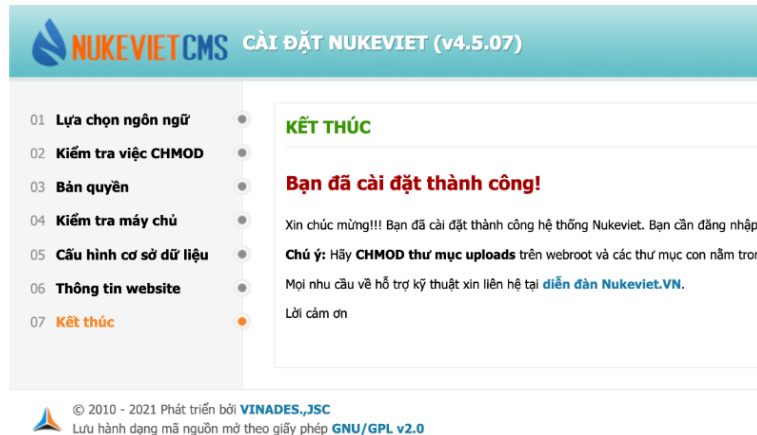 NUKEVIETCMS CÀI ĐẶT NUKEVIET (v4.5.07)
01 Lựa chọn ngôn ngữ
02 Kiểm tra việc CHMOD
03 Bản quyền
04 Kiểm tra máy chủ
05 Cấu hình cơ sở dữ liệu
06 Thông tin website
07 Kết thúc
KẾT THÚC
Bạn đã cài đặt thành công!
Xin chúc mừng!!! Bạn đã cài đặt thành công hệ thống Nukeviet. Bạn cần đăng nhập
Chú ý: Hãy CHMOD thư mục uploads trên webroot và các thư mục con nằm tron
Mọi nhu cầu về hỗ trợ kỹ thuật xin liên hệ tại diễn đàn Nukeviet.VN.
Lời cảm ơn
© 2010 - 2021 Phát triển bởi VINADES.,JSC
Lưu hành dạng mã nguồn mở theo giấy phép GNU/GPL v2.0